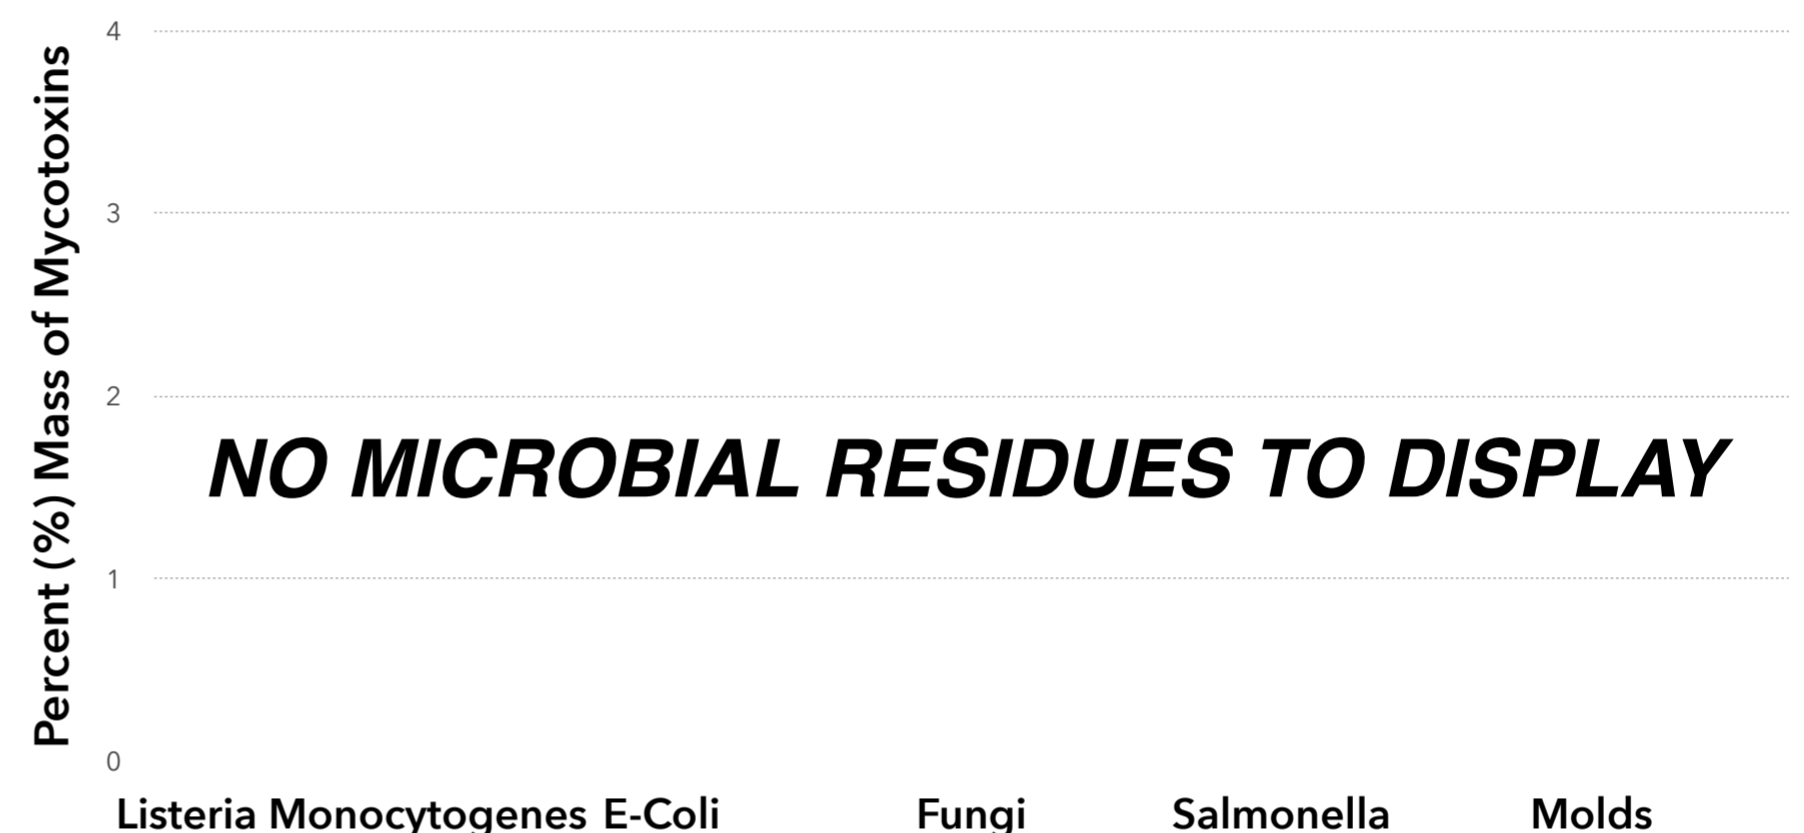 Percent (%) Mass of Mycotoxins
4
3
2
NO MICROBIAL RESIDUES TO DISPLAY
1
0
Listeria Monocytogenes E-Coli Fungi Salmonella Molds